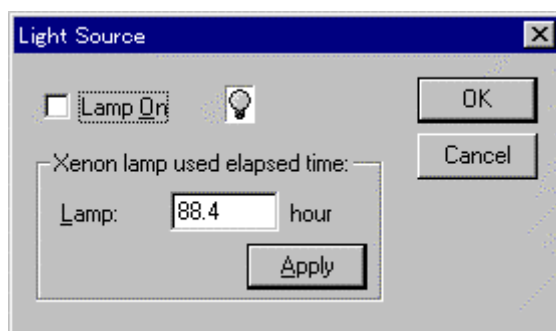 Light Source
Lamp On
OK
Cancel
Xenon lamp used elapsed time:
Lamp: 88.4 hour
Apply